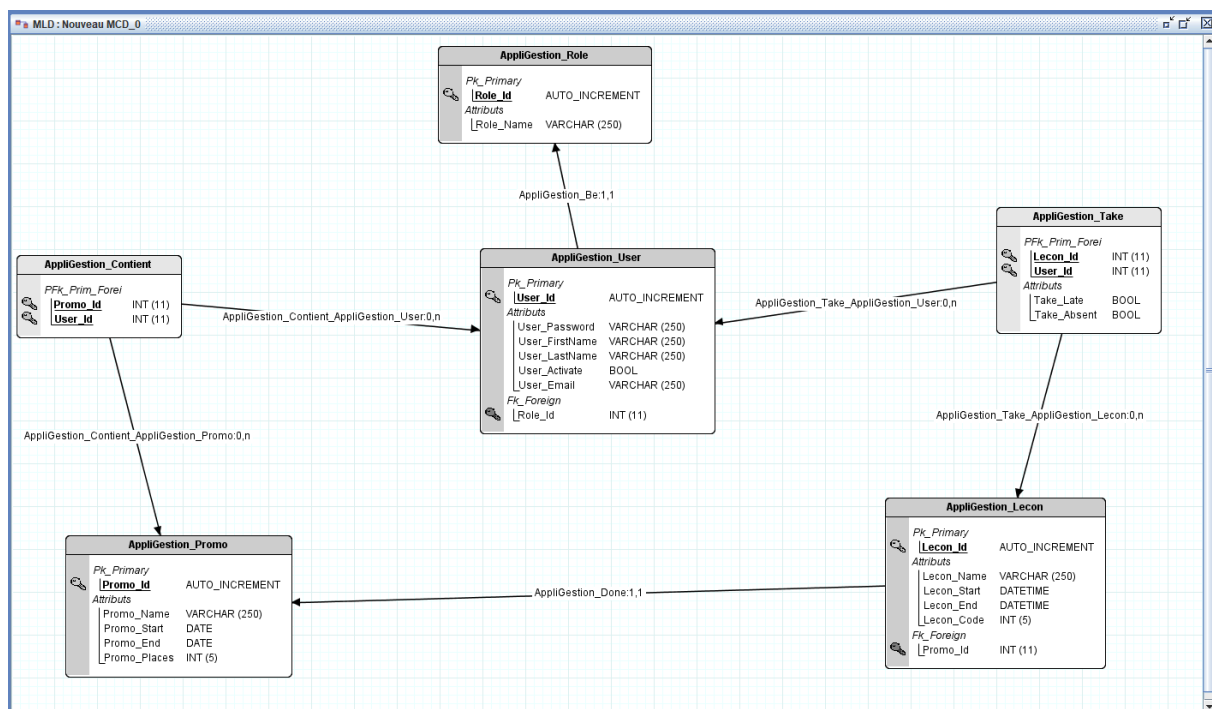 MLD : Nouveau MCD_0
AppliGestion_Role
Pk_Primary
Role_Id AUTO_INCREMENT
Attributs
Role_Name VARCHAR (250)
AppliGestion_Be:1,1
AppliGestion_Take
PFk_Prim_Forei
Lecon_Id INT (11)
User_Id INT (11)
Attributs
Take_Late BOOL
Take_Absent BOOL
AppliGestion_Contient
PFk_Prim_Forei
Promo_Id INT (11)
User_Id INT (11)
AppliGestion_User
Pk_Primary
User_Id AUTO_INCREMENT
Attributs
User_Password VARCHAR (250)
User_FirstName VARCHAR (250)
User_LastName VARCHAR (250)
User_Activate BOOL
User_Email VARCHAR (250)
Fk_Foreign
Role_Id INT (11)
AppliGestion_Contient_AppliGestion_User:0,n
AppliGestion_Take_AppliGestion_User:0,n
AppliGestion_Contient_AppliGestion_Promo:0,n
AppliGestion_Take_AppliGestion_Lecon:0,n
AppliGestion_Promo
Pk_Primary
Promo_Id AUTO_INCREMENT
Attributs
Promo_Name VARCHAR (250)
Promo_Start DATE
Promo_End DATE
Promo_Places INT (5)
AppliGestion_Done:1,1
AppliGestion_Lecon
Pk_Primary
Lecon_Id AUTO_INCREMENT
Attributs
Lecon_Name VARCHAR (250)
Lecon_Start DATETIME
Lecon_End DATETIME
Lecon_Code INT (5)
Fk_Foreign
Promo_Id INT (11)